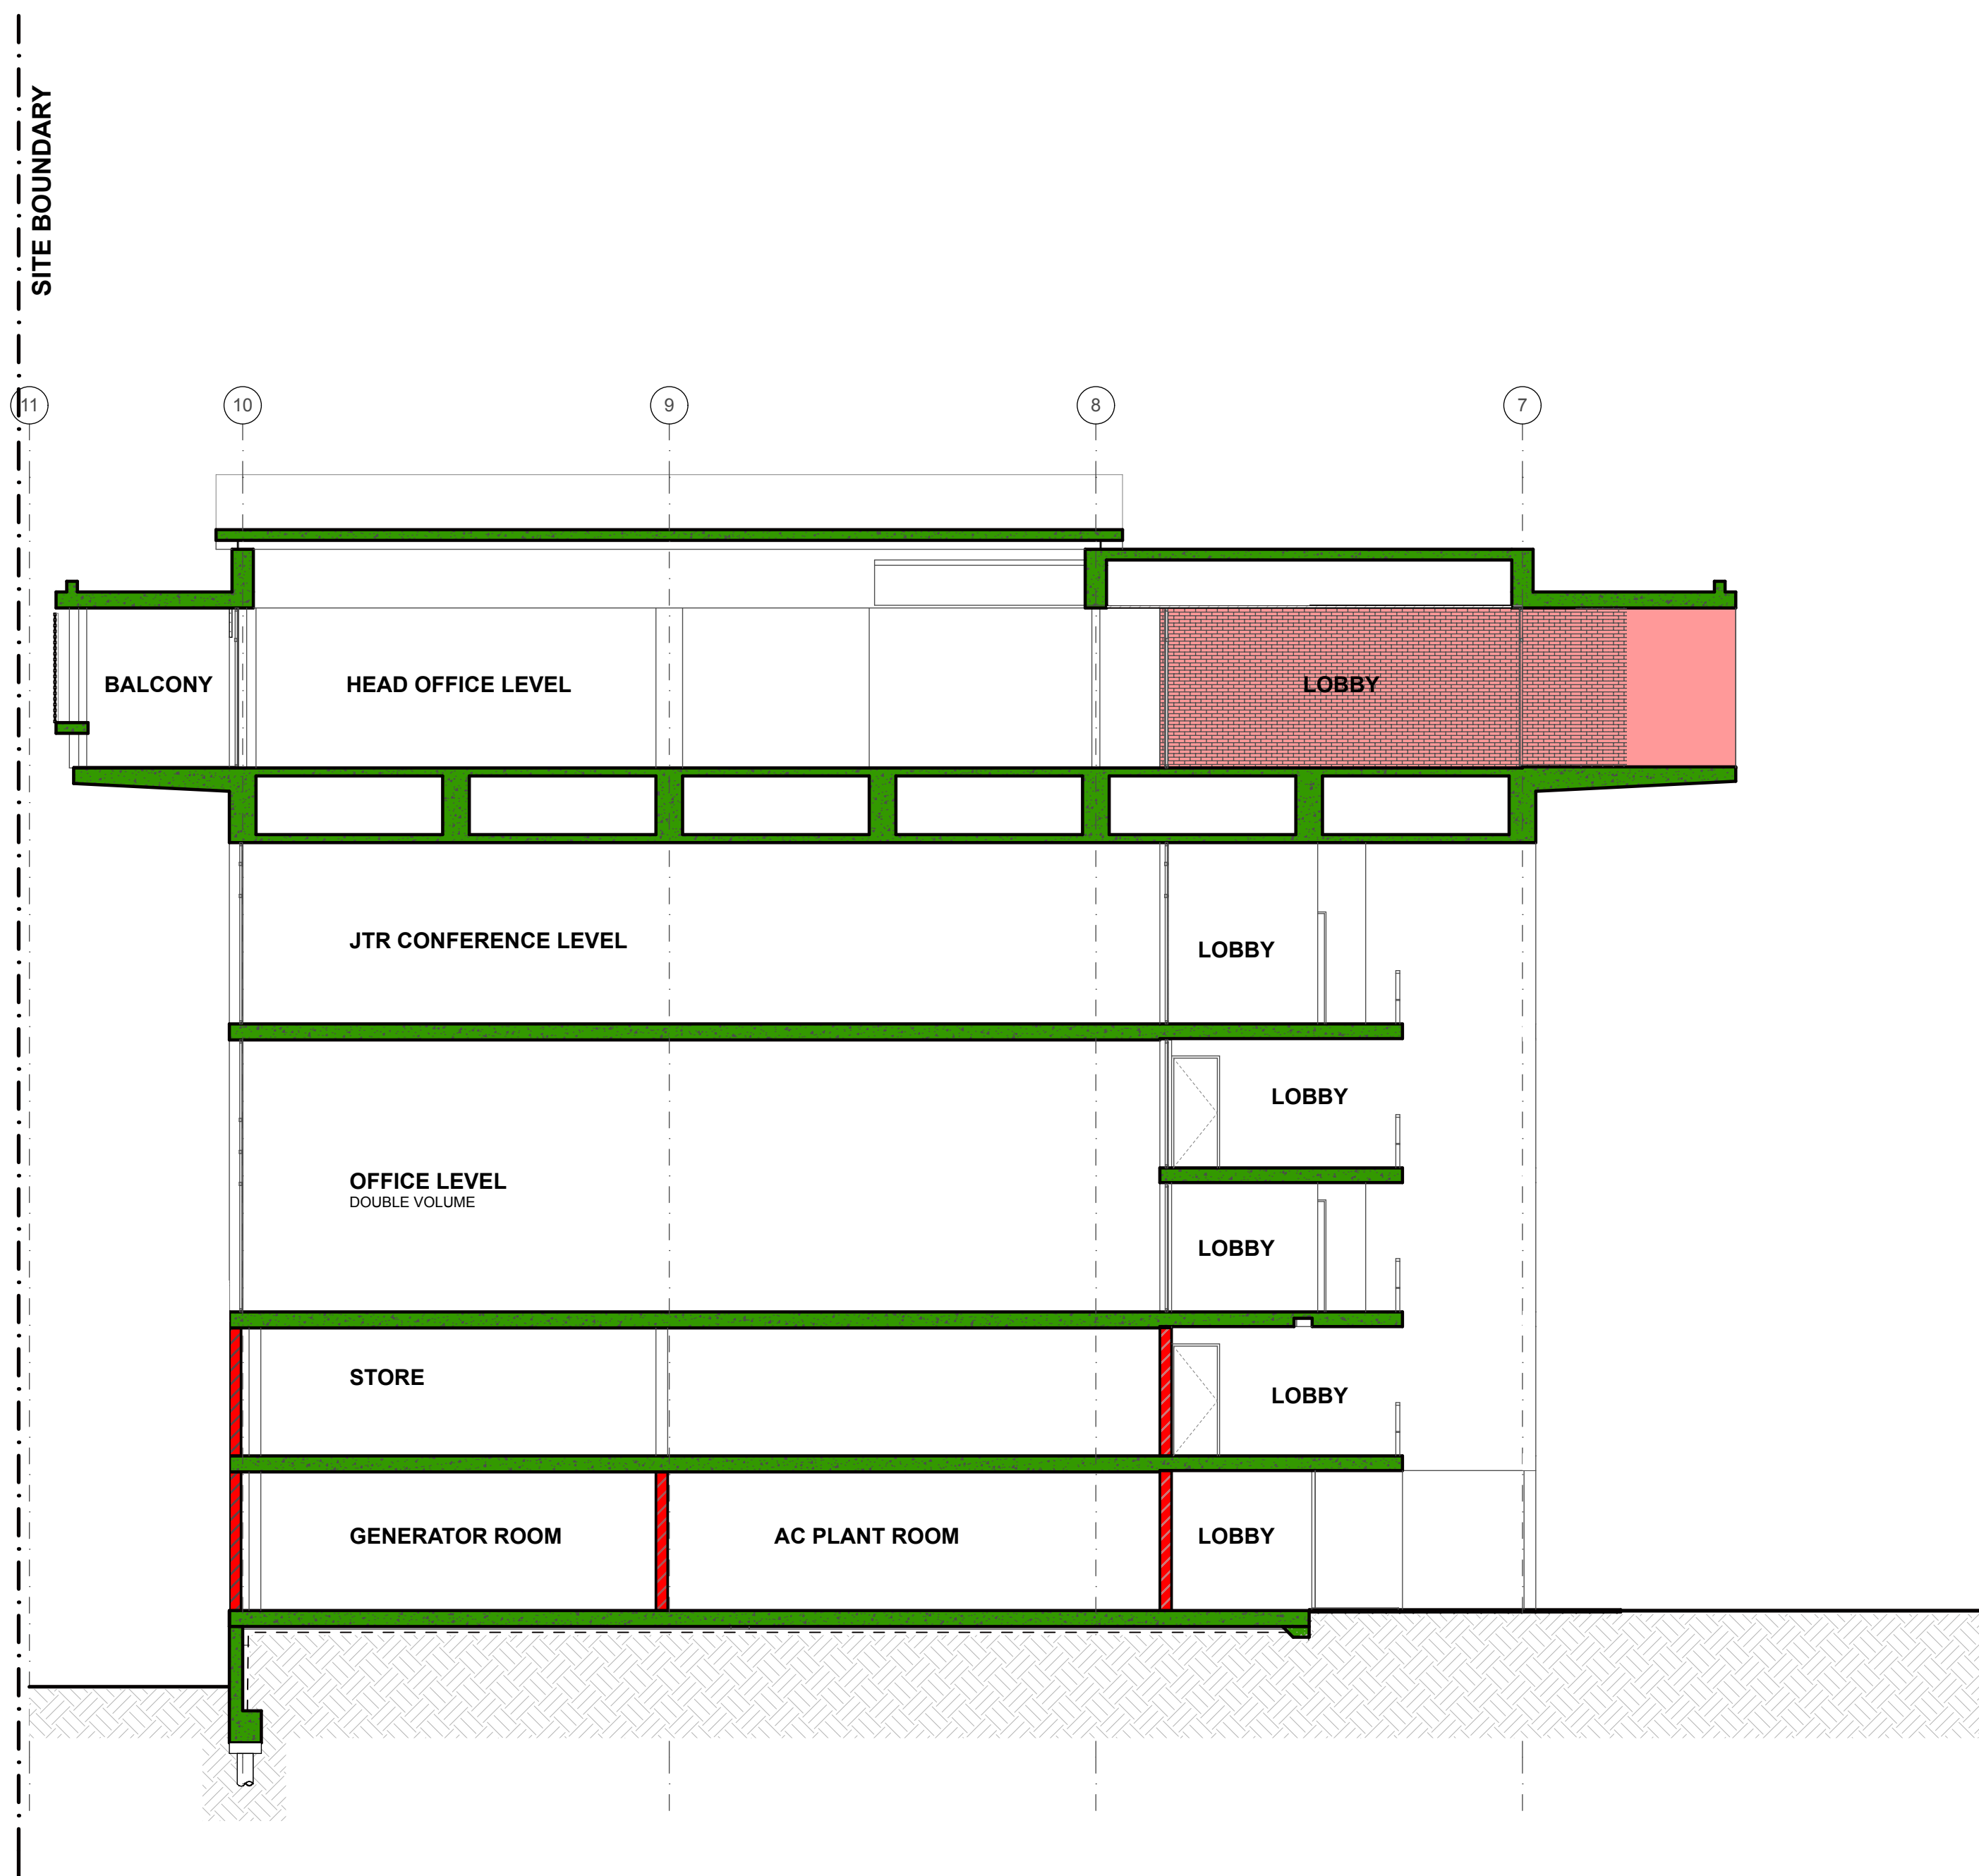 SITE BOUNDARY
11
10
9
8
7
BALCONY
HEAD OFFICE LEVEL
LOBBY
JTR CONFERENCE LEVEL
LOBBY
LOBBY
OFFICE LEVEL
DOUBLE VOLUME
LOBBY
STORE
LOBBY
GENERATOR ROOM
AC PLANT ROOM
LOBBY